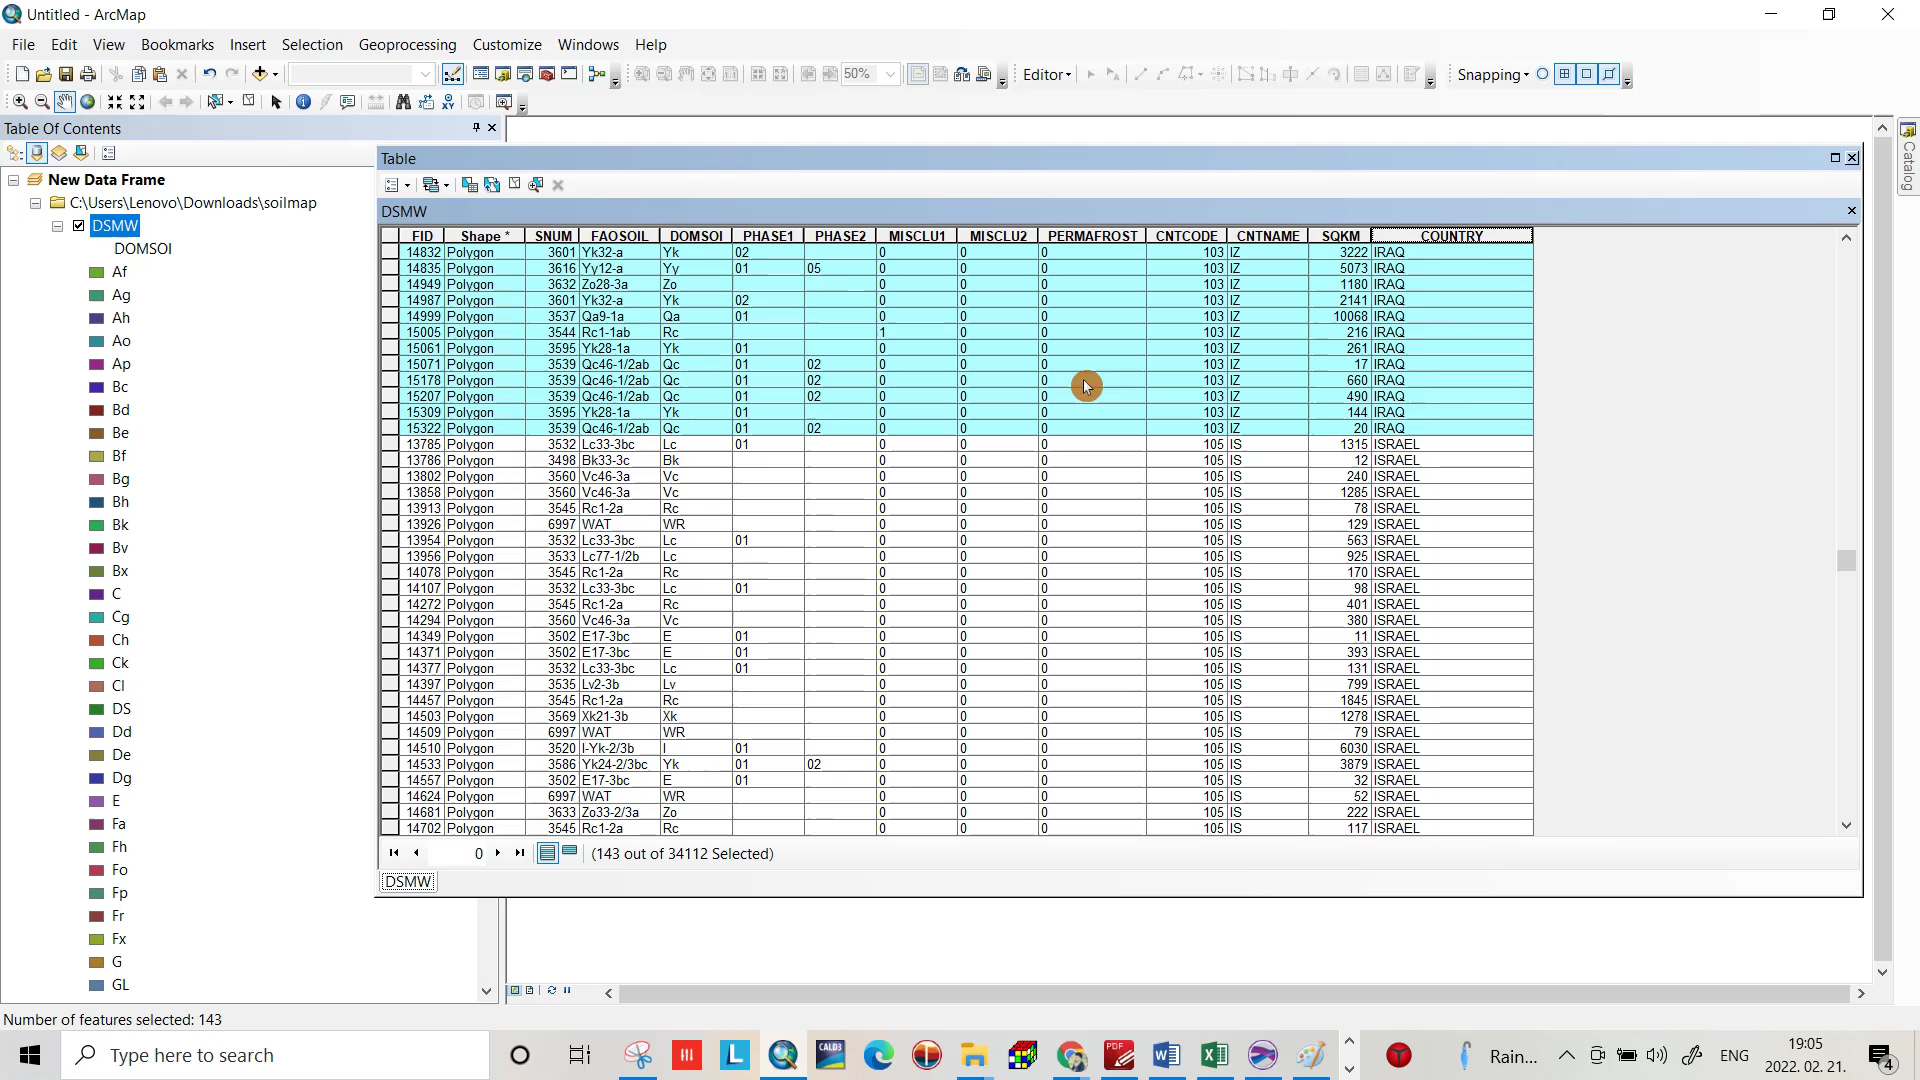 Untitled - ArcMap
File Edit View Bookmarks Insert Selection Geoprocessing Customize Windows Help
50% Editor Snapping
Table Of Contents
New Data Frame
C:\Users\Lenovo\Downloads\soilmap
DSMW
DOMSOI
Af
Ag
Ah
Ao
Ap
Bc
Bd
Be
Bf
Bg
Bh
Bk
Bv
Bx
C
Cg
Ch
Ck
Cl
DS
Dd
De
Dg
E
Fa
Fh
Fo
Fp
Fr
Fx
G
GL
Catalog
Table
DSMW
FID Shape * SNUM FAOSOIL DOMSOI PHASE1 PHASE2 MISCLU1 MISCLU2 PERMAFROST CNTCODE CNTNAME SQKM COUNTRY
14832 Polygon 3601 Yk32-a Yk 02 0 0 0 103 IZ 3222 IRAQ
14835 Polygon 3616 Yy12-a Yy 01 05 0 0 0 103 IZ 5073 IRAQ
14949 Polygon 3632 Zo28-3a Zo 0 0 0 103 IZ 1180 IRAQ
14987 Polygon 3601 Yk32-a Yk 02 0 0 0 103 IZ 2141 IRAQ
14999 Polygon 3537 Qa9-1a Qa 01 0 0 0 103 IZ 10068 IRAQ
15005 Polygon 3544 Rc1-1ab Rc 1 0 0 103 IZ 216 IRAQ
15061 Polygon 3595 Yk28-1a Yk 01 0 0 0 103 IZ 261 IRAQ
15071 Polygon 3539 Qc46-1/2ab Qc 01 02 0 0 0 103 IZ 17 IRAQ
15178 Polygon 3539 Qc46-1/2ab Qc 01 02 0 0 0 103 IZ 660 IRAQ
15207 Polygon 3539 Qc46-1/2ab Qc 01 02 0 0 0 103 IZ 490 IRAQ
15309 Polygon 3595 Yk28-1a Yk 01 0 0 0 103 IZ 144 IRAQ
15322 Polygon 3539 Qc46-1/2ab Qc 01 02 0 0 0 103 IZ 20 IRAQ
13785 Polygon 3532 Lc33-3bc Lc 01 0 0 0 105 IS 1315 ISRAEL
13786 Polygon 3498 Bk33-3c Bk 0 0 0 105 IS 12 ISRAEL
13802 Polygon 3560 Vc46-3a Vc 0 0 0 105 IS 240 ISRAEL
13858 Polygon 3560 Vc46-3a Vc 0 0 0 105 IS 1285 ISRAEL
13913 Polygon 3545 Rc1-2a Rc 0 0 0 105 IS 78 ISRAEL
13926 Polygon 6997 WAT WR 0 0 0 105 IS 129 ISRAEL
13954 Polygon 3532 Lc33-3bc Lc 01 0 0 0 105 IS 563 ISRAEL
13956 Polygon 3533 Lc77-1/2b Lc 0 0 0 105 IS 925 ISRAEL
14078 Polygon 3545 Rc1-2a Rc 0 0 0 105 IS 170 ISRAEL
14107 Polygon 3532 Lc33-3bc Lc 01 0 0 0 105 IS 98 ISRAEL
14272 Polygon 3545 Rc1-2a Rc 0 0 0 105 IS 401 ISRAEL
14294 Polygon 3560 Vc46-3a Vc 0 0 0 105 IS 380 ISRAEL
14349 Polygon 3502 E17-3bc E 01 0 0 0 105 IS 11 ISRAEL
14371 Polygon 3502 E17-3bc E 01 0 0 0 105 IS 393 ISRAEL
14377 Polygon 3532 Lc33-3bc Lc 01 0 0 0 105 IS 131 ISRAEL
14397 Polygon 3535 Lv2-3b Lv 0 0 0 105 IS 799 ISRAEL
14457 Polygon 3545 Rc1-2a Rc 0 0 0 105 IS 1845 ISRAEL
14503 Polygon 3569 Xk21-3b Xk 0 0 0 105 IS 1278 ISRAEL
14509 Polygon 6997 WAT WR 0 0 0 105 IS 79 ISRAEL
14510 Polygon 3520 I-Yk-2/3b I 01 0 0 0 105 IS 6030 ISRAEL
14533 Polygon 3586 Yk24-2/3bc Yk 01 02 0 0 0 105 IS 3879 ISRAEL
14557 Polygon 3502 E17-3bc E 01 0 0 0 105 IS 32 ISRAEL
14624 Polygon 6997 WAT WR 0 0 0 105 IS 52 ISRAEL
14681 Polygon 3633 Zo33-2/3a Zo 0 0 0 105 IS 222 ISRAEL
14702 Polygon 3545 Rc1-2a Rc 0 0 0 105 IS 117 ISRAEL
0 (143 out of 34112 Selected)
DSMW
Number of features selected: 143
Type here to search
CALD3
PDF
Rain...
ENG
19:05
2022. 02. 21.
4